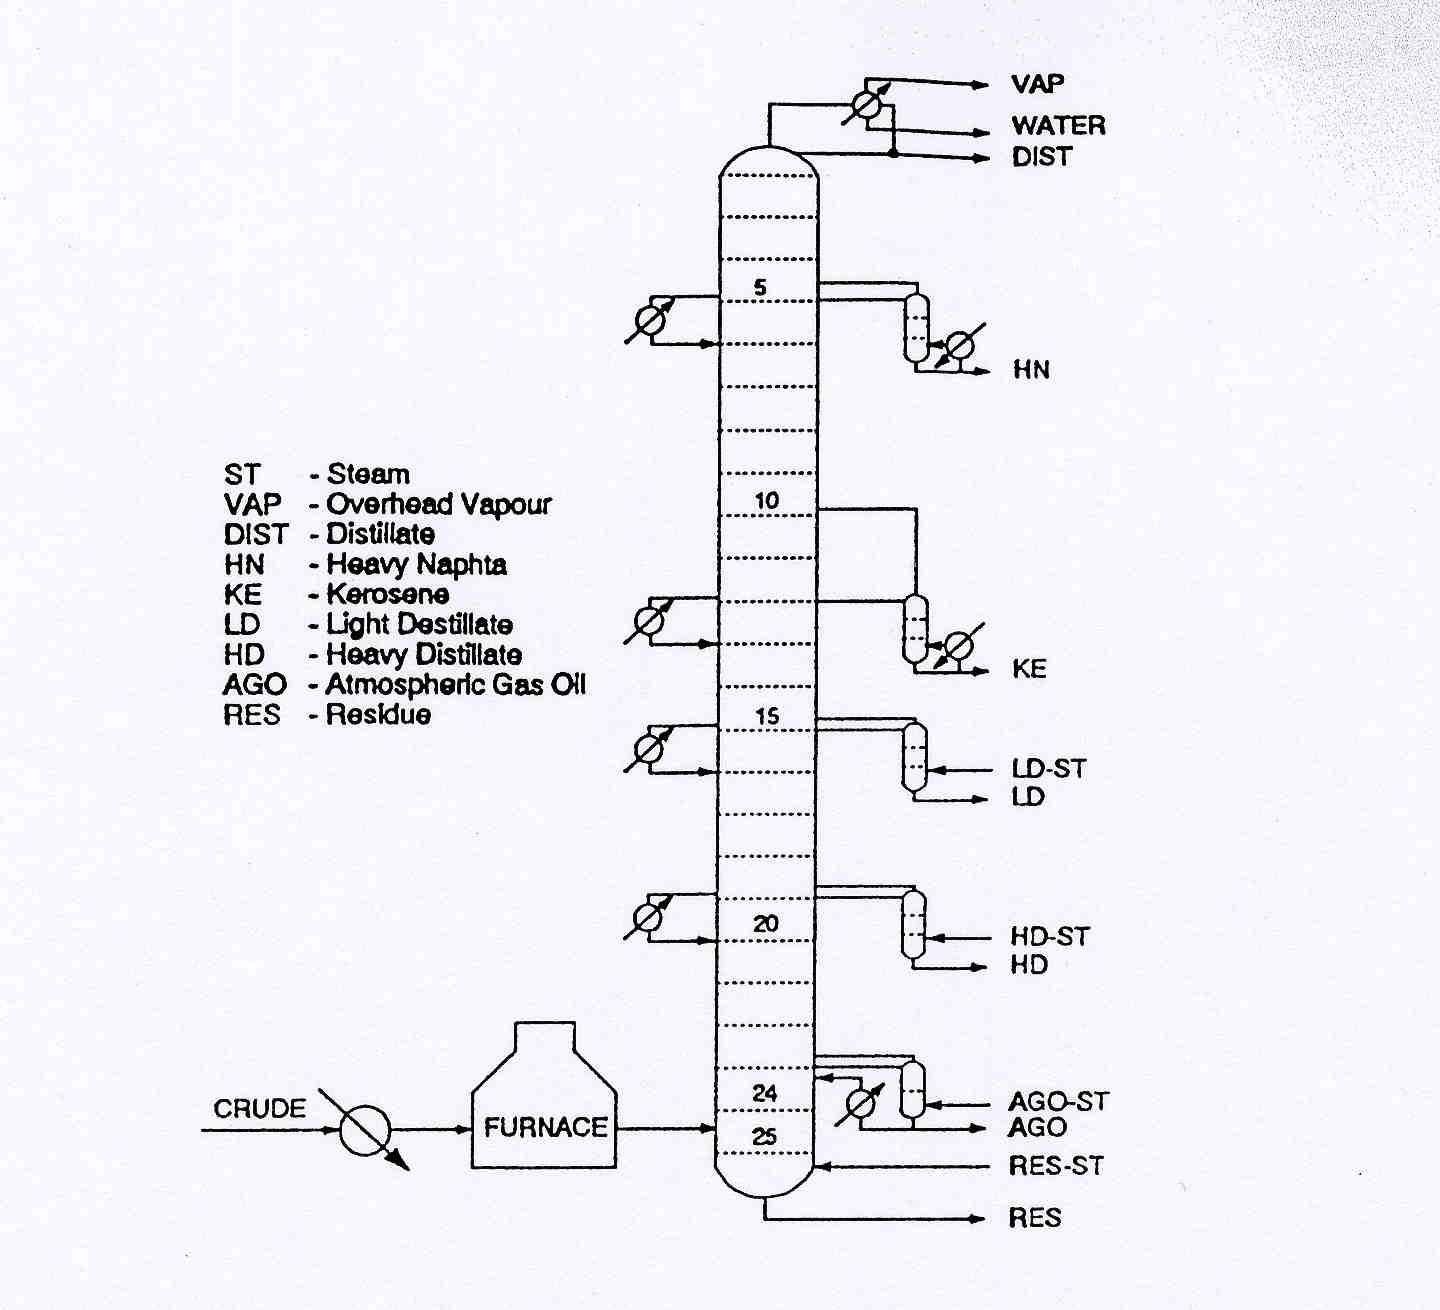 VAP
WATER
DIST
5
HN
ST - Steam
VAP - Overhead Vapour
DIST - Distillate
HN - Heavy Naphta
KE - Kerosene
LD - Light Destillate
HD - Heavy Distillate
AGO - Atmospheric Gas Oil
RES - Residue
10
KE
15
LD-ST
LD
20
HD-ST
HD
CRUDE
FURNACE
24
25
AGO-ST
AGO
RES-ST
RES